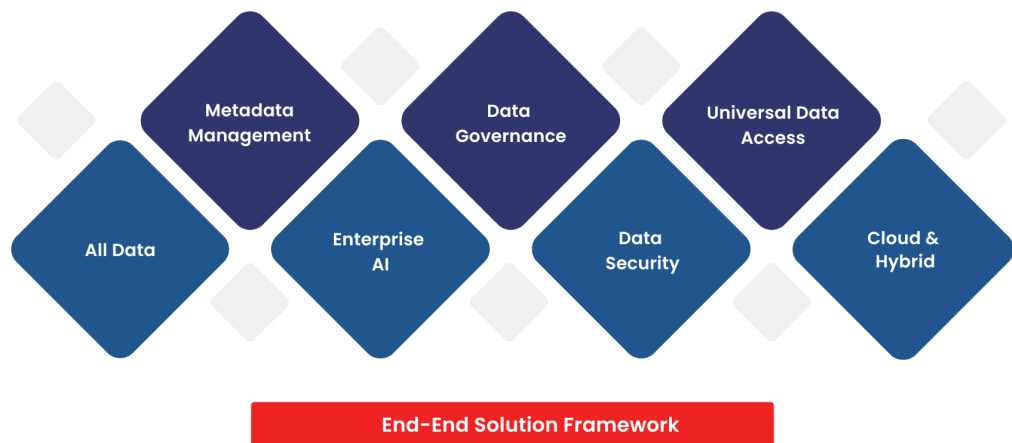 Metadata
Management
Data
Governance
Universal Data
Access
All Data
Enterprise
AI
Data
Security
Cloud &
Hybrid
End-End Solution Framework